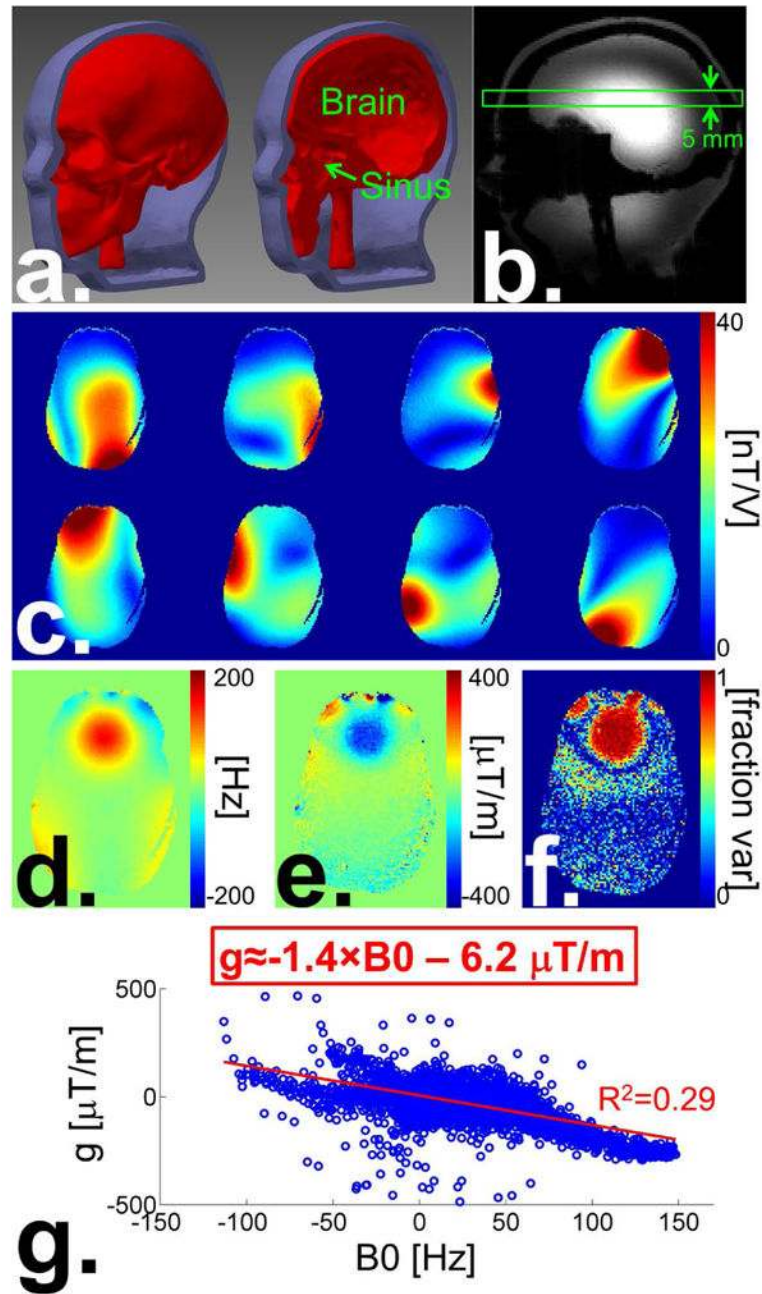 Brain
Sinus
a.
5 mm
b.
40
[nT/V]
0
c.
200
[Hz]
-200
d.
400
[µT/m]
-400
e.
1
[fraction var]
0
f.
g≈-1.4×B0 – 6.2 µT/m
500
0
-500
g [µT/m]
R²=0.29
-150
-100
-50
0
50
100
150
B0 [Hz]
g.